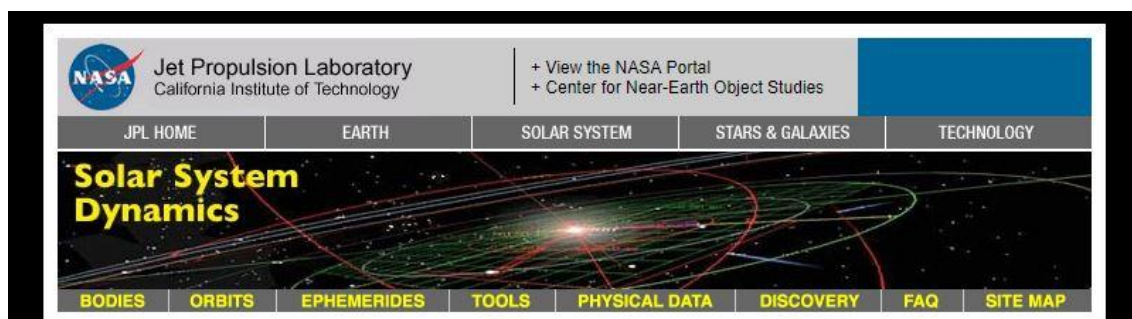 NASA
Jet Propulsion Laboratory
California Institute of Technology
+ View the NASA Portal
+ Center for Near-Earth Object Studies
JPL HOME EARTH SOLAR SYSTEM STARS & GALAXIES TECHNOLOGY
Solar System
Dynamics
BODIES ORBITS EPHEMERIDES TOOLS PHYSICAL DATA DISCOVERY FAQ SITE MAP